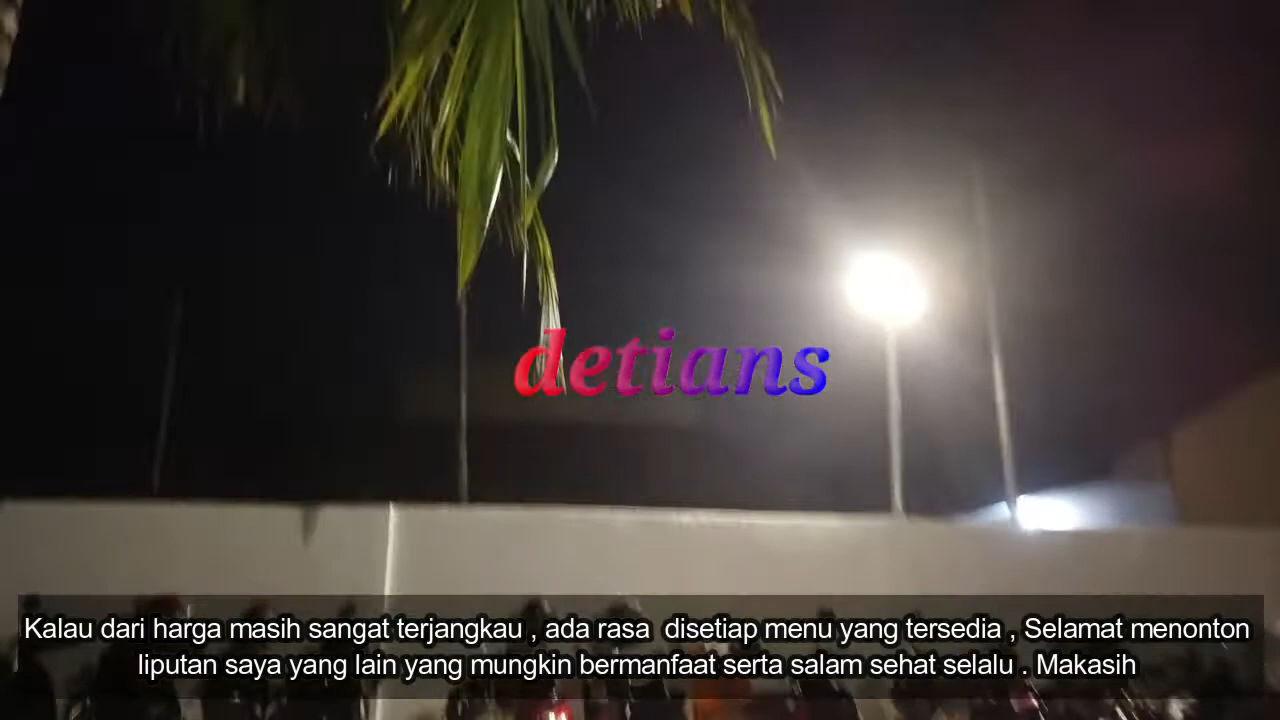 detians
Kalau dari harga masih sangat terjangkau , ada rasa  disetiap menu yang tersedia , Selamat menonton
liputan saya yang lain yang mungkin bermanfaat serta salam sehat selalu . Makasih